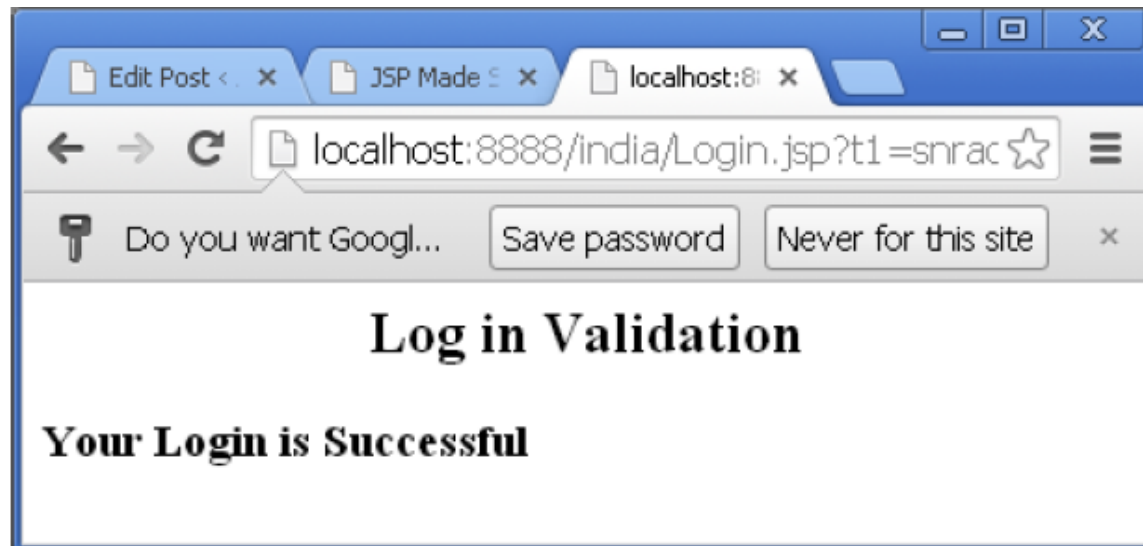 Edit Post <. JSP Made S localhost:8
localhost:8888/india/Login.jsp?t1=snrac
Do you want Googl... Save password Never for this site
Log in Validation
Your Login is Successful